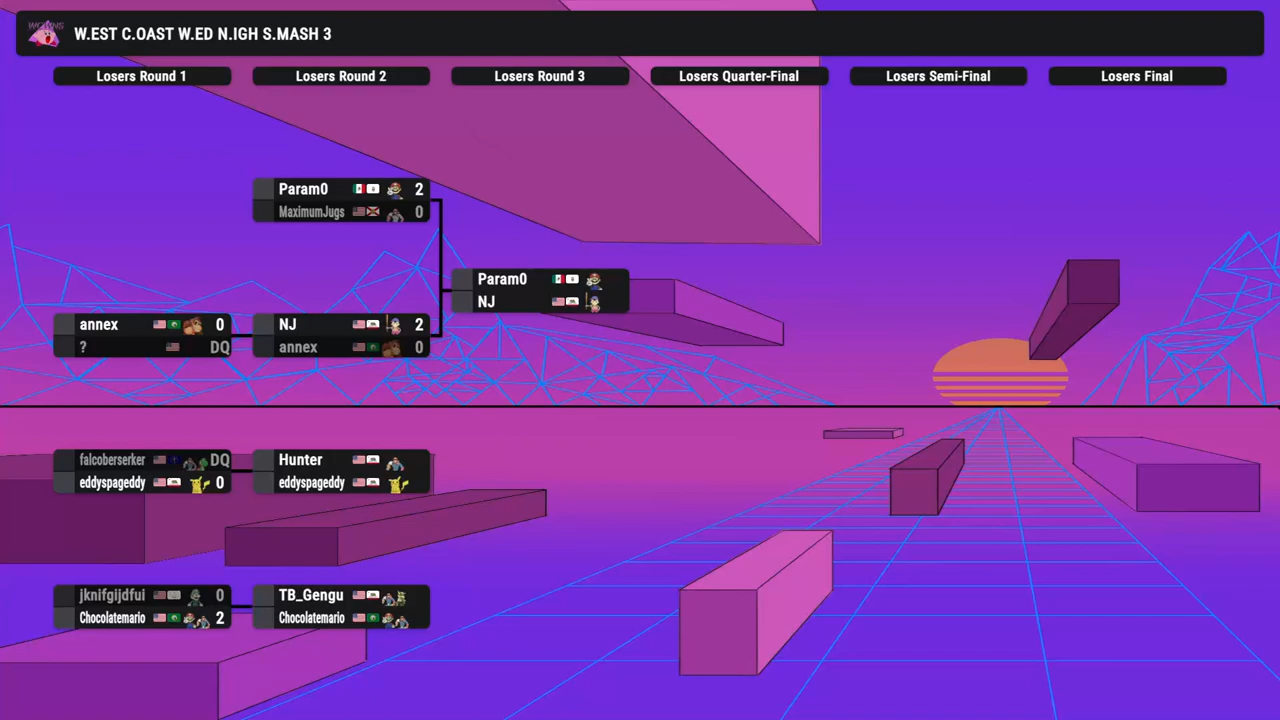 W.EST C.OAST W.ED N.IGH S.MASH 3
Losers Round 1
Losers Round 2
Losers Round 3
Losers Quarter-Final
Losers Semi-Final
Losers Final
Param0 2
MaximumJugs 0
Param0
NJ
annex 0
? DQ
NJ 2
annex 0
falcoberserker DQ
eddyspageddy 0
Hunter
eddyspageddy
jknifgijdfui 0
Chocolatemario 2
TB_Gengu
Chocolatemario